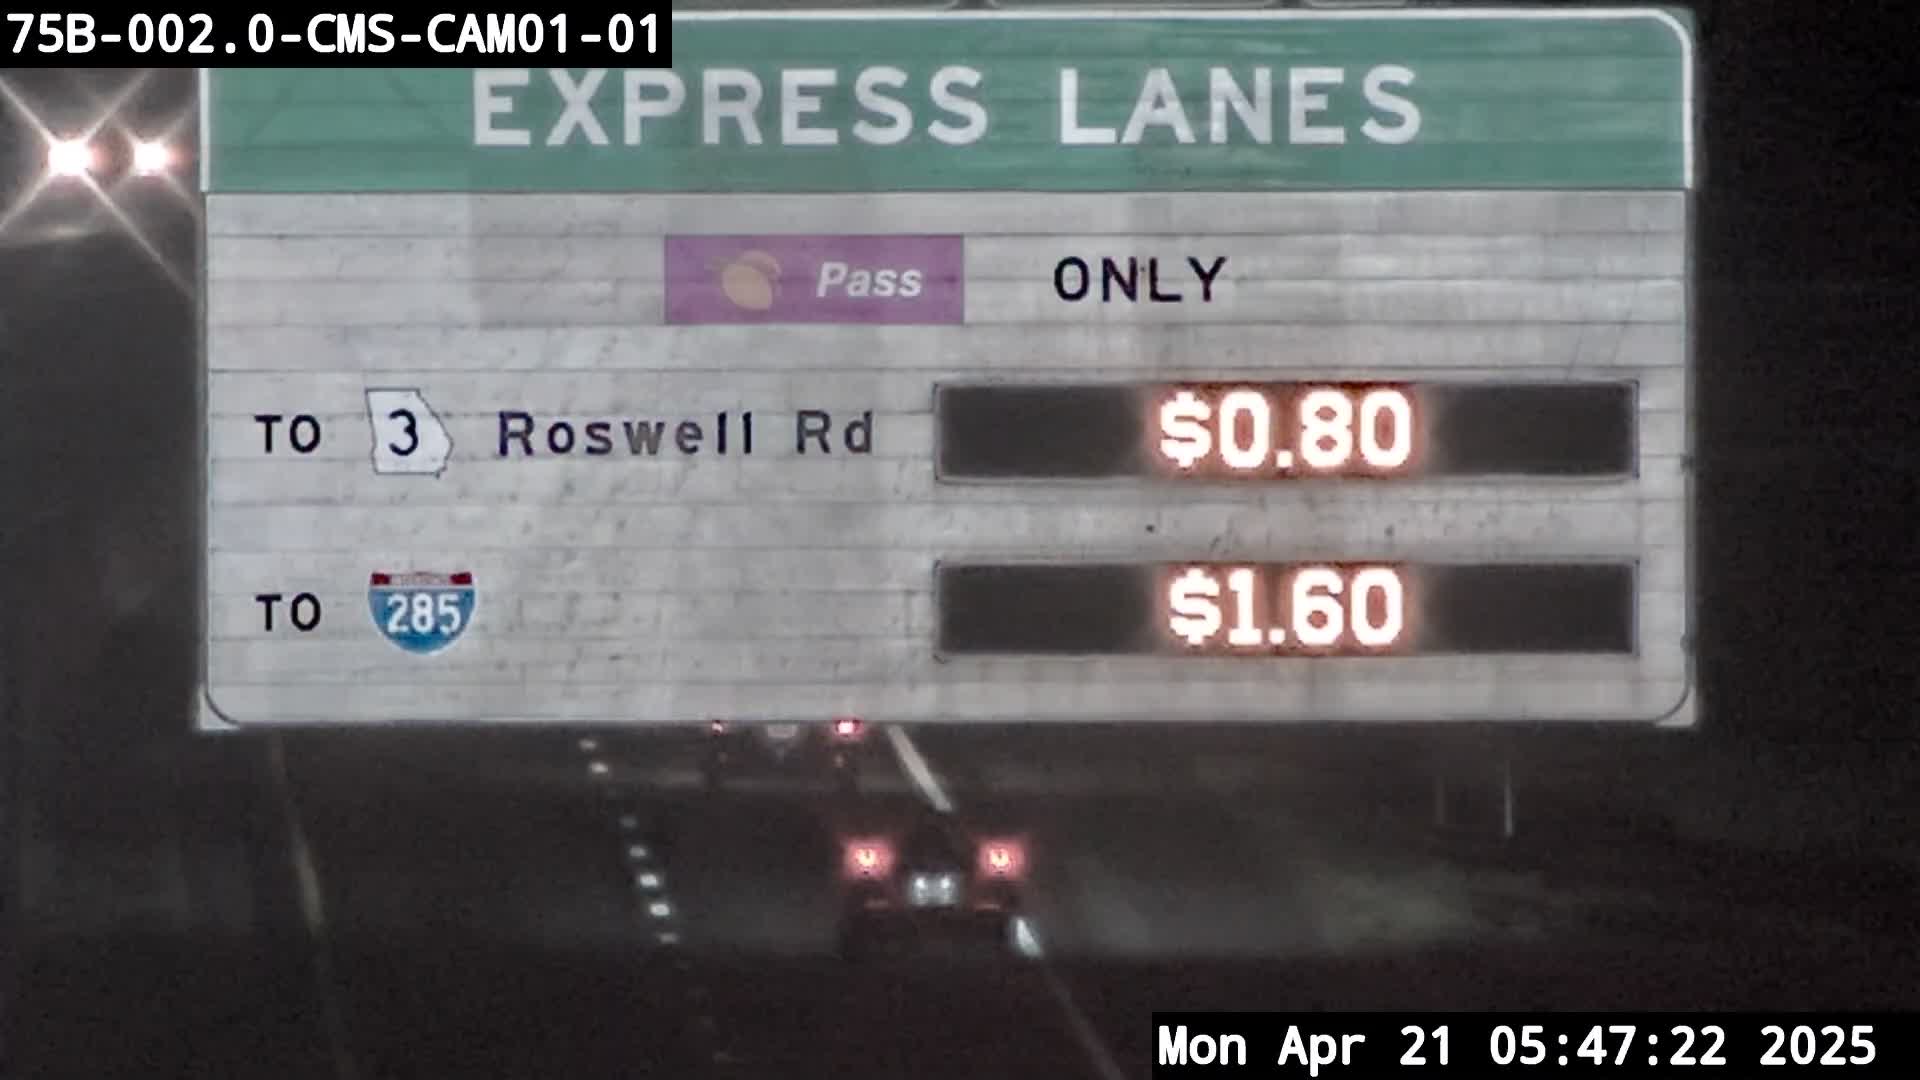 75B-002.0-CMS-CAM01-01
EXPRESS LANES
Pass ONLY
TO 3 Roswell Rd $0.80
TO 285 $1.60
Mon Apr 21 05:47:22 2025